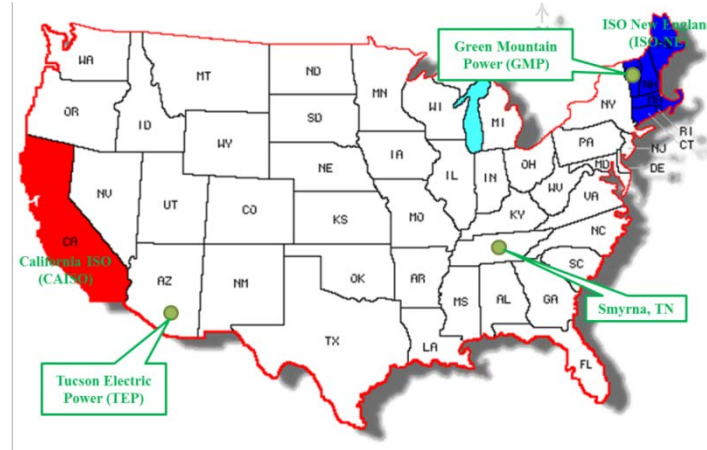 ISO New England
(ISO-NE
Green Mountain
Power (GMP)
WA
MT
ND
MN
OR
ID
SD
WI
MI
NY
WY
IA
PA
RI
CT
NJ
MD
DE
NE
NV
UT
CO
IL
IN
OH
WV
VA
KS
MO
KY
CA
NC
California ISO
(CAISO)
AZ
NM
OK
AR
SC
MS
AL
GA
Smyrna, TN
TX
LA
FL
Tucson Electric
Power (TEP)